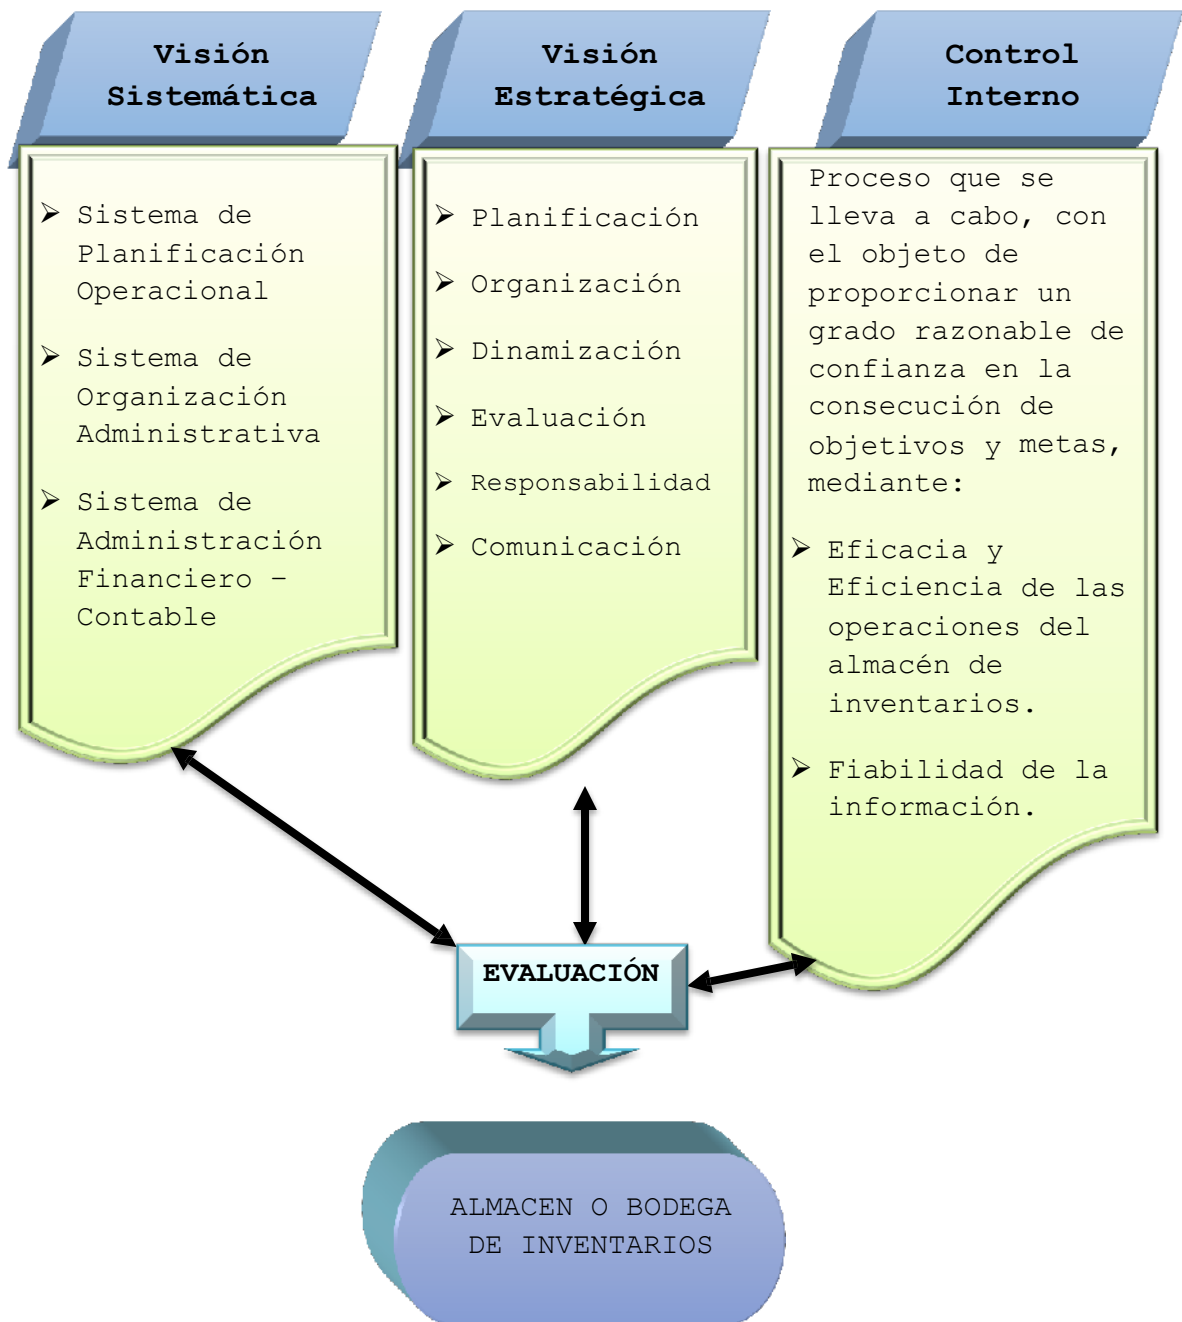 Visión
Sistemática
➢ Sistema de
Planificación
Operacional
➢ Sistema de
Organización
Administrativa
➢ Sistema de
Administración
Financiero –
Contable
Visión
Estratégica
➢ Planificación
➢ Organización
➢ Dinamización
➢ Evaluación
➢ Responsabilidad
➢ Comunicación
Control
Interno
Proceso que se
lleva a cabo, con
el objeto de
proporcionar un
grado razonable de
confianza en la
consecución de
objetivos y metas,
mediante:
➢ Eficacia y
Eficiencia de las
operaciones del
almacén de
inventarios.
➢ Fiabilidad de la
información.
EVALUACIÓN
ALMACEN O BODEGA
DE INVENTARIOS